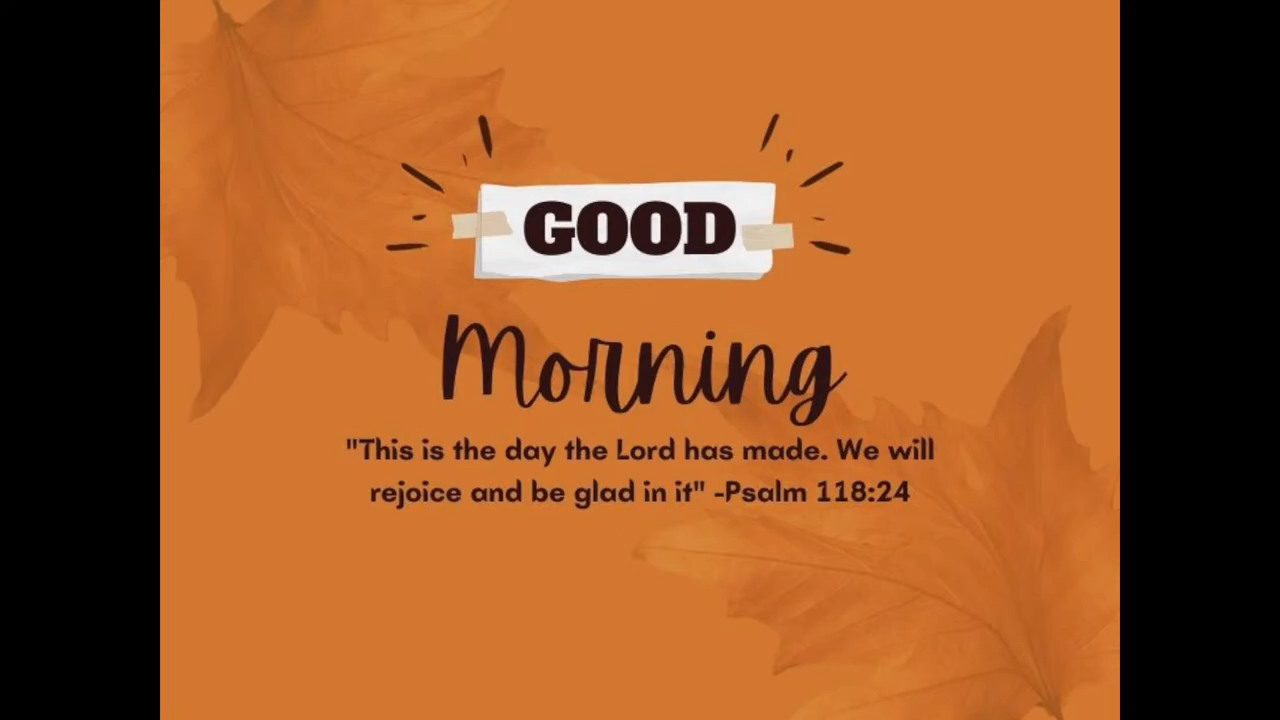 GOOD
Morning
"This is the day the Lord has made. We will
rejoice and be glad in it" -Psalm 118:24